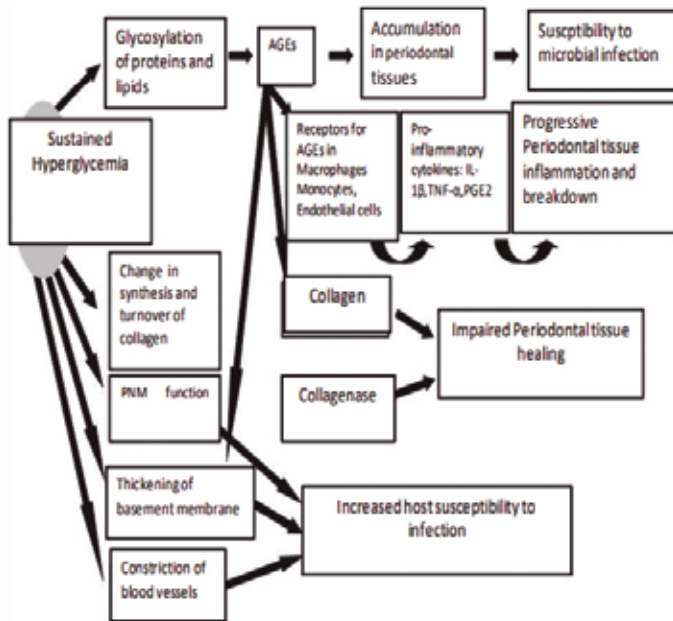 Glycosylation
of proteins and
lipids
AGEs
Accumulation
in periodontal
tissues
Suscptibility to
microbial infection
Sustained
Hyperglycemia
Receptors for
AGEs in
Macrophages
Monocytes,
Endothelial cells
Pro-
inflammatory
cytokines: IL-
1β,TNF-α,PGE2
Progressive
Periodontal tissue
inflammation and
breakdown
Change in
synthesis and
turnover of
collagen
Collagen
Impaired Periodontal tissue
healing
PNM function
Collagenase
Thickening of
basement membrane
Increased host susceptibility to
infection
Constriction of
blood vessels